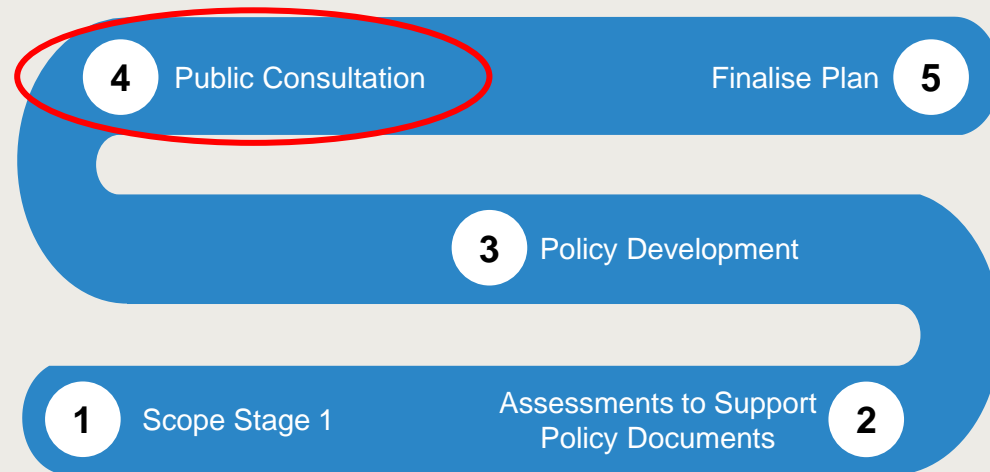 4 Public Consultation
Finalise Plan 5
3 Policy Development
1 Scope Stage 1
Assessments to Support
Policy Documents
2